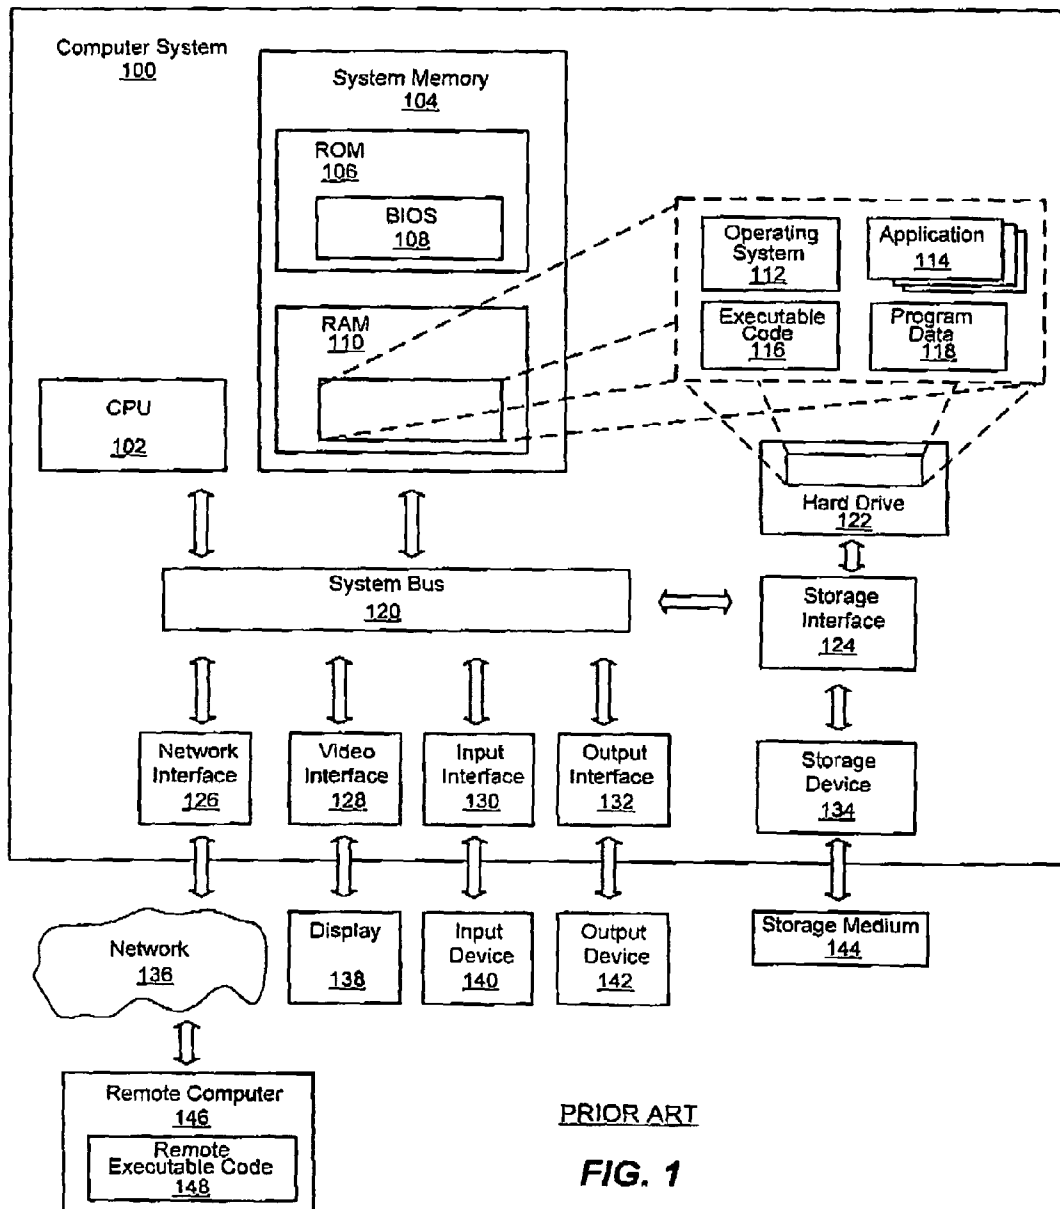 Computer System
100
System Memory
104
ROM
106
BIOS
108
RAM
110
Operating
System
112
Application
114
Executable
Code
116
Program
Data
118
CPU
102
Hard Drive
122
System Bus
120
Storage
Interface
124
Network
Interface
126
Video
Interface
128
Input
Interface
130
Output
Interface
132
Storage
Device
134
Network
136
Display
138
Input
Device
140
Output
Device
142
Storage Medium
144
Remote Computer
146
Remote
Executable Code
148
PRIOR ART
FIG. 1